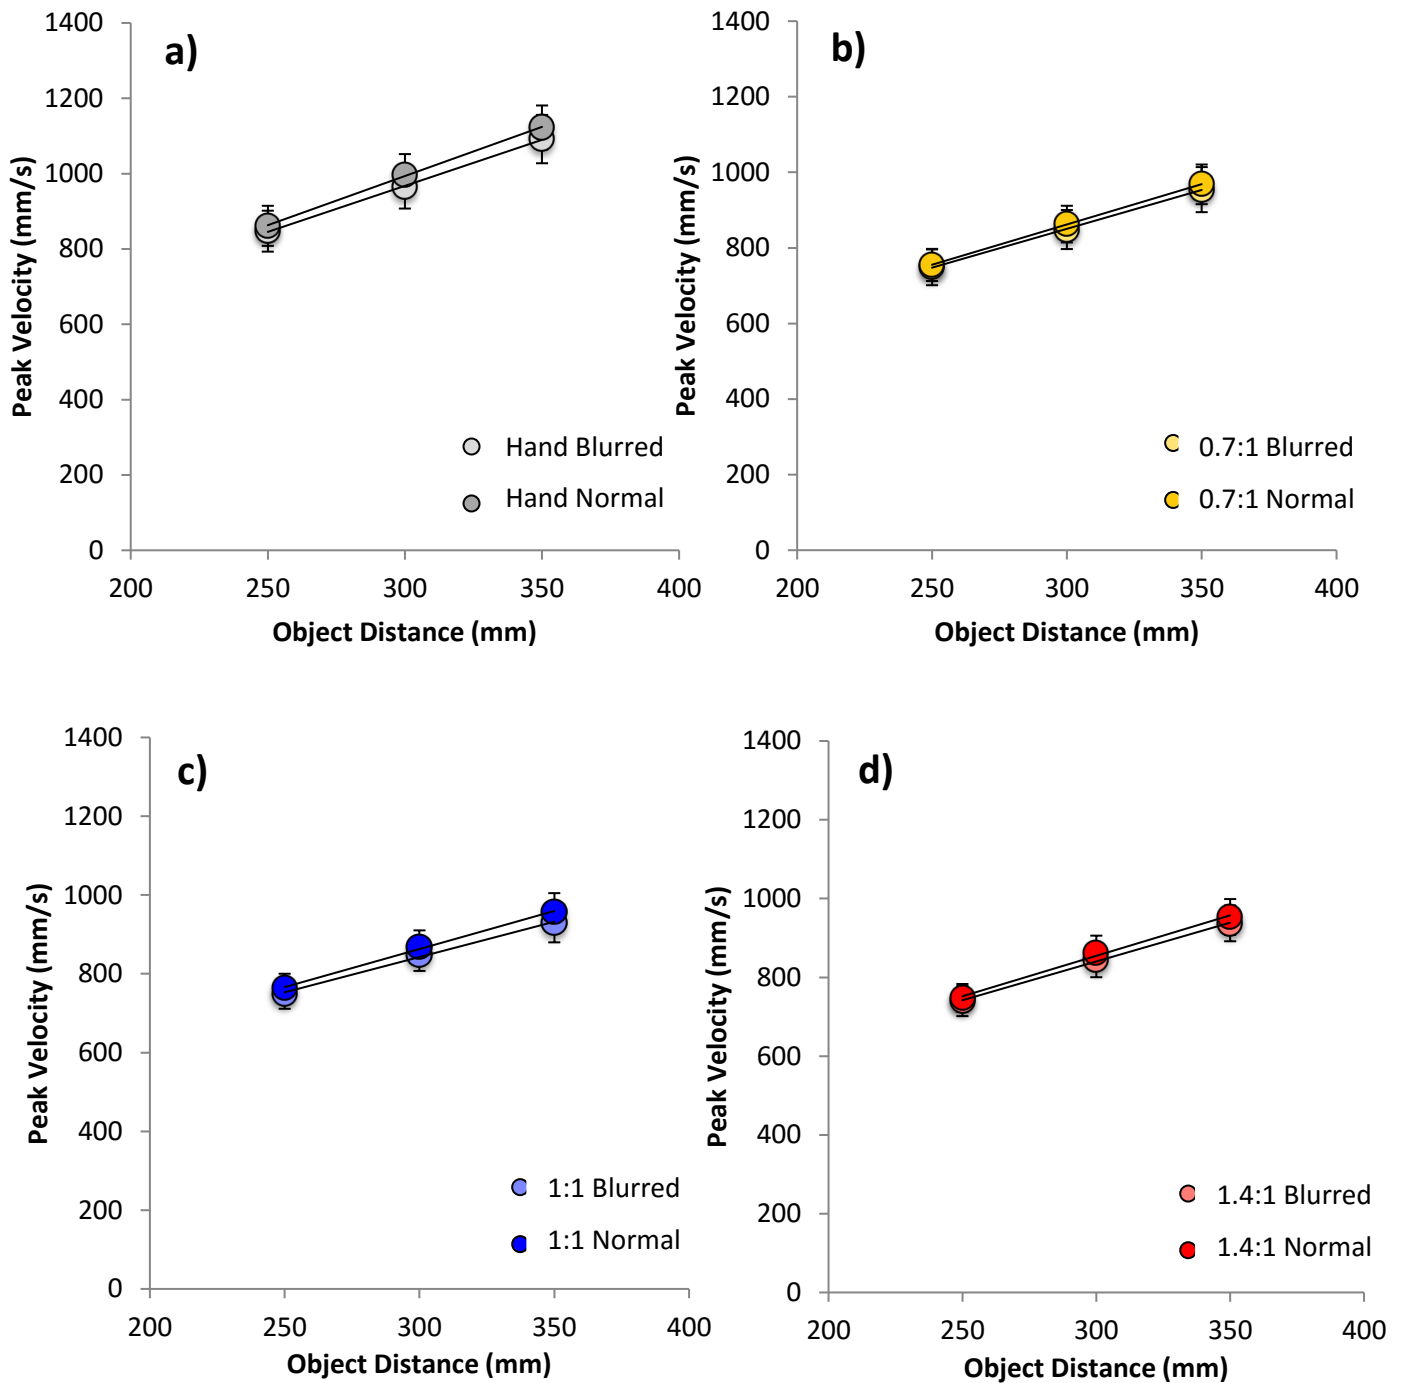 a)
1400
1200
1000
800
600
400
200
0
200 250 300 350 400
Peak Velocity (mm/s)
Object Distance (mm)
Hand Blurred
Hand Normal
b)
1400
1200
1000
800
600
400
200
0
200 250 300 350 400
Peak Velocity (mm/s)
Object Distance (mm)
0.7:1 Blurred
0.7:1 Normal
c)
1400
1200
1000
800
600
400
200
0
200 250 300 350 400
Peak Velocity (mm/s)
Object Distance (mm)
1:1 Blurred
1:1 Normal
d)
1400
1200
1000
800
600
400
200
0
200 250 300 350 400
Peak Velocity (mm/s)
Object Distance (mm)
1.4:1 Blurred
1.4:1 Normal